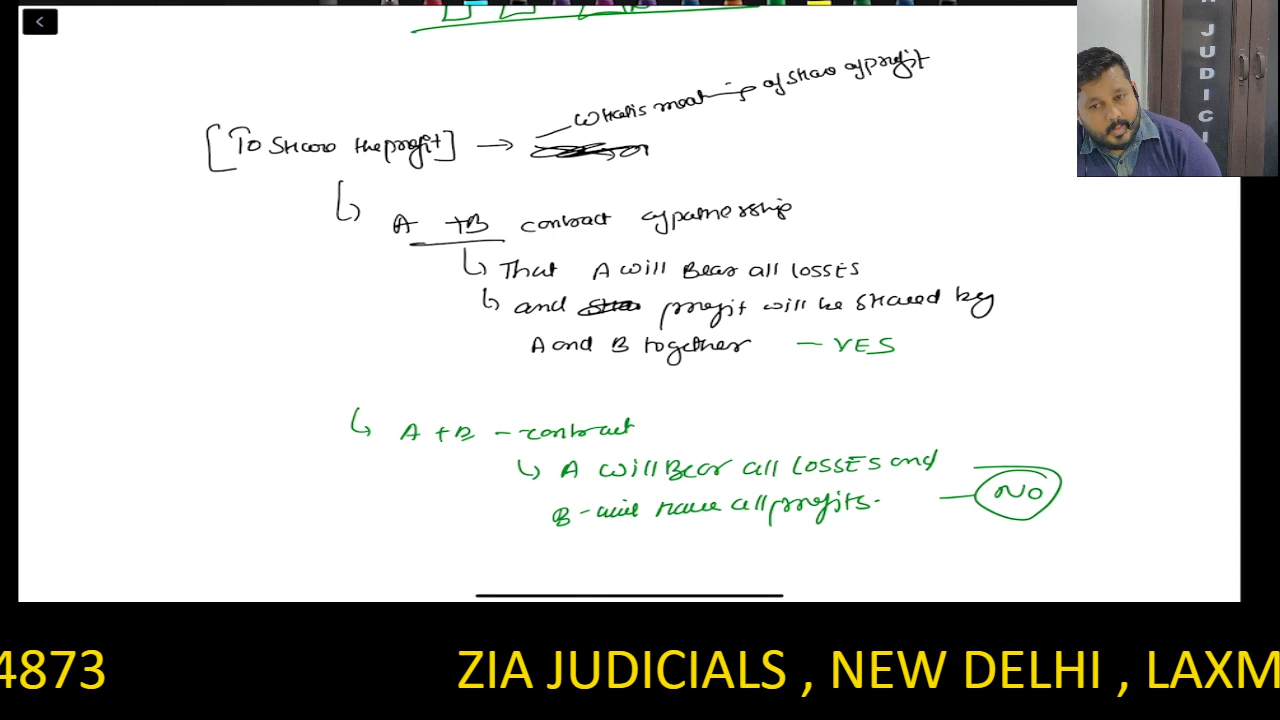 A JUDICI
What is meaning of share of profit
[To Share the profit] →
A + B contract of partnership
That A will Bear all losses
and profit will be shared by
A and B together — YES
A + B – contract
A will Bear all losses and
B - will have all profits.
NO
4873 ZIA JUDICIALS , NEW DELHI , LAXM